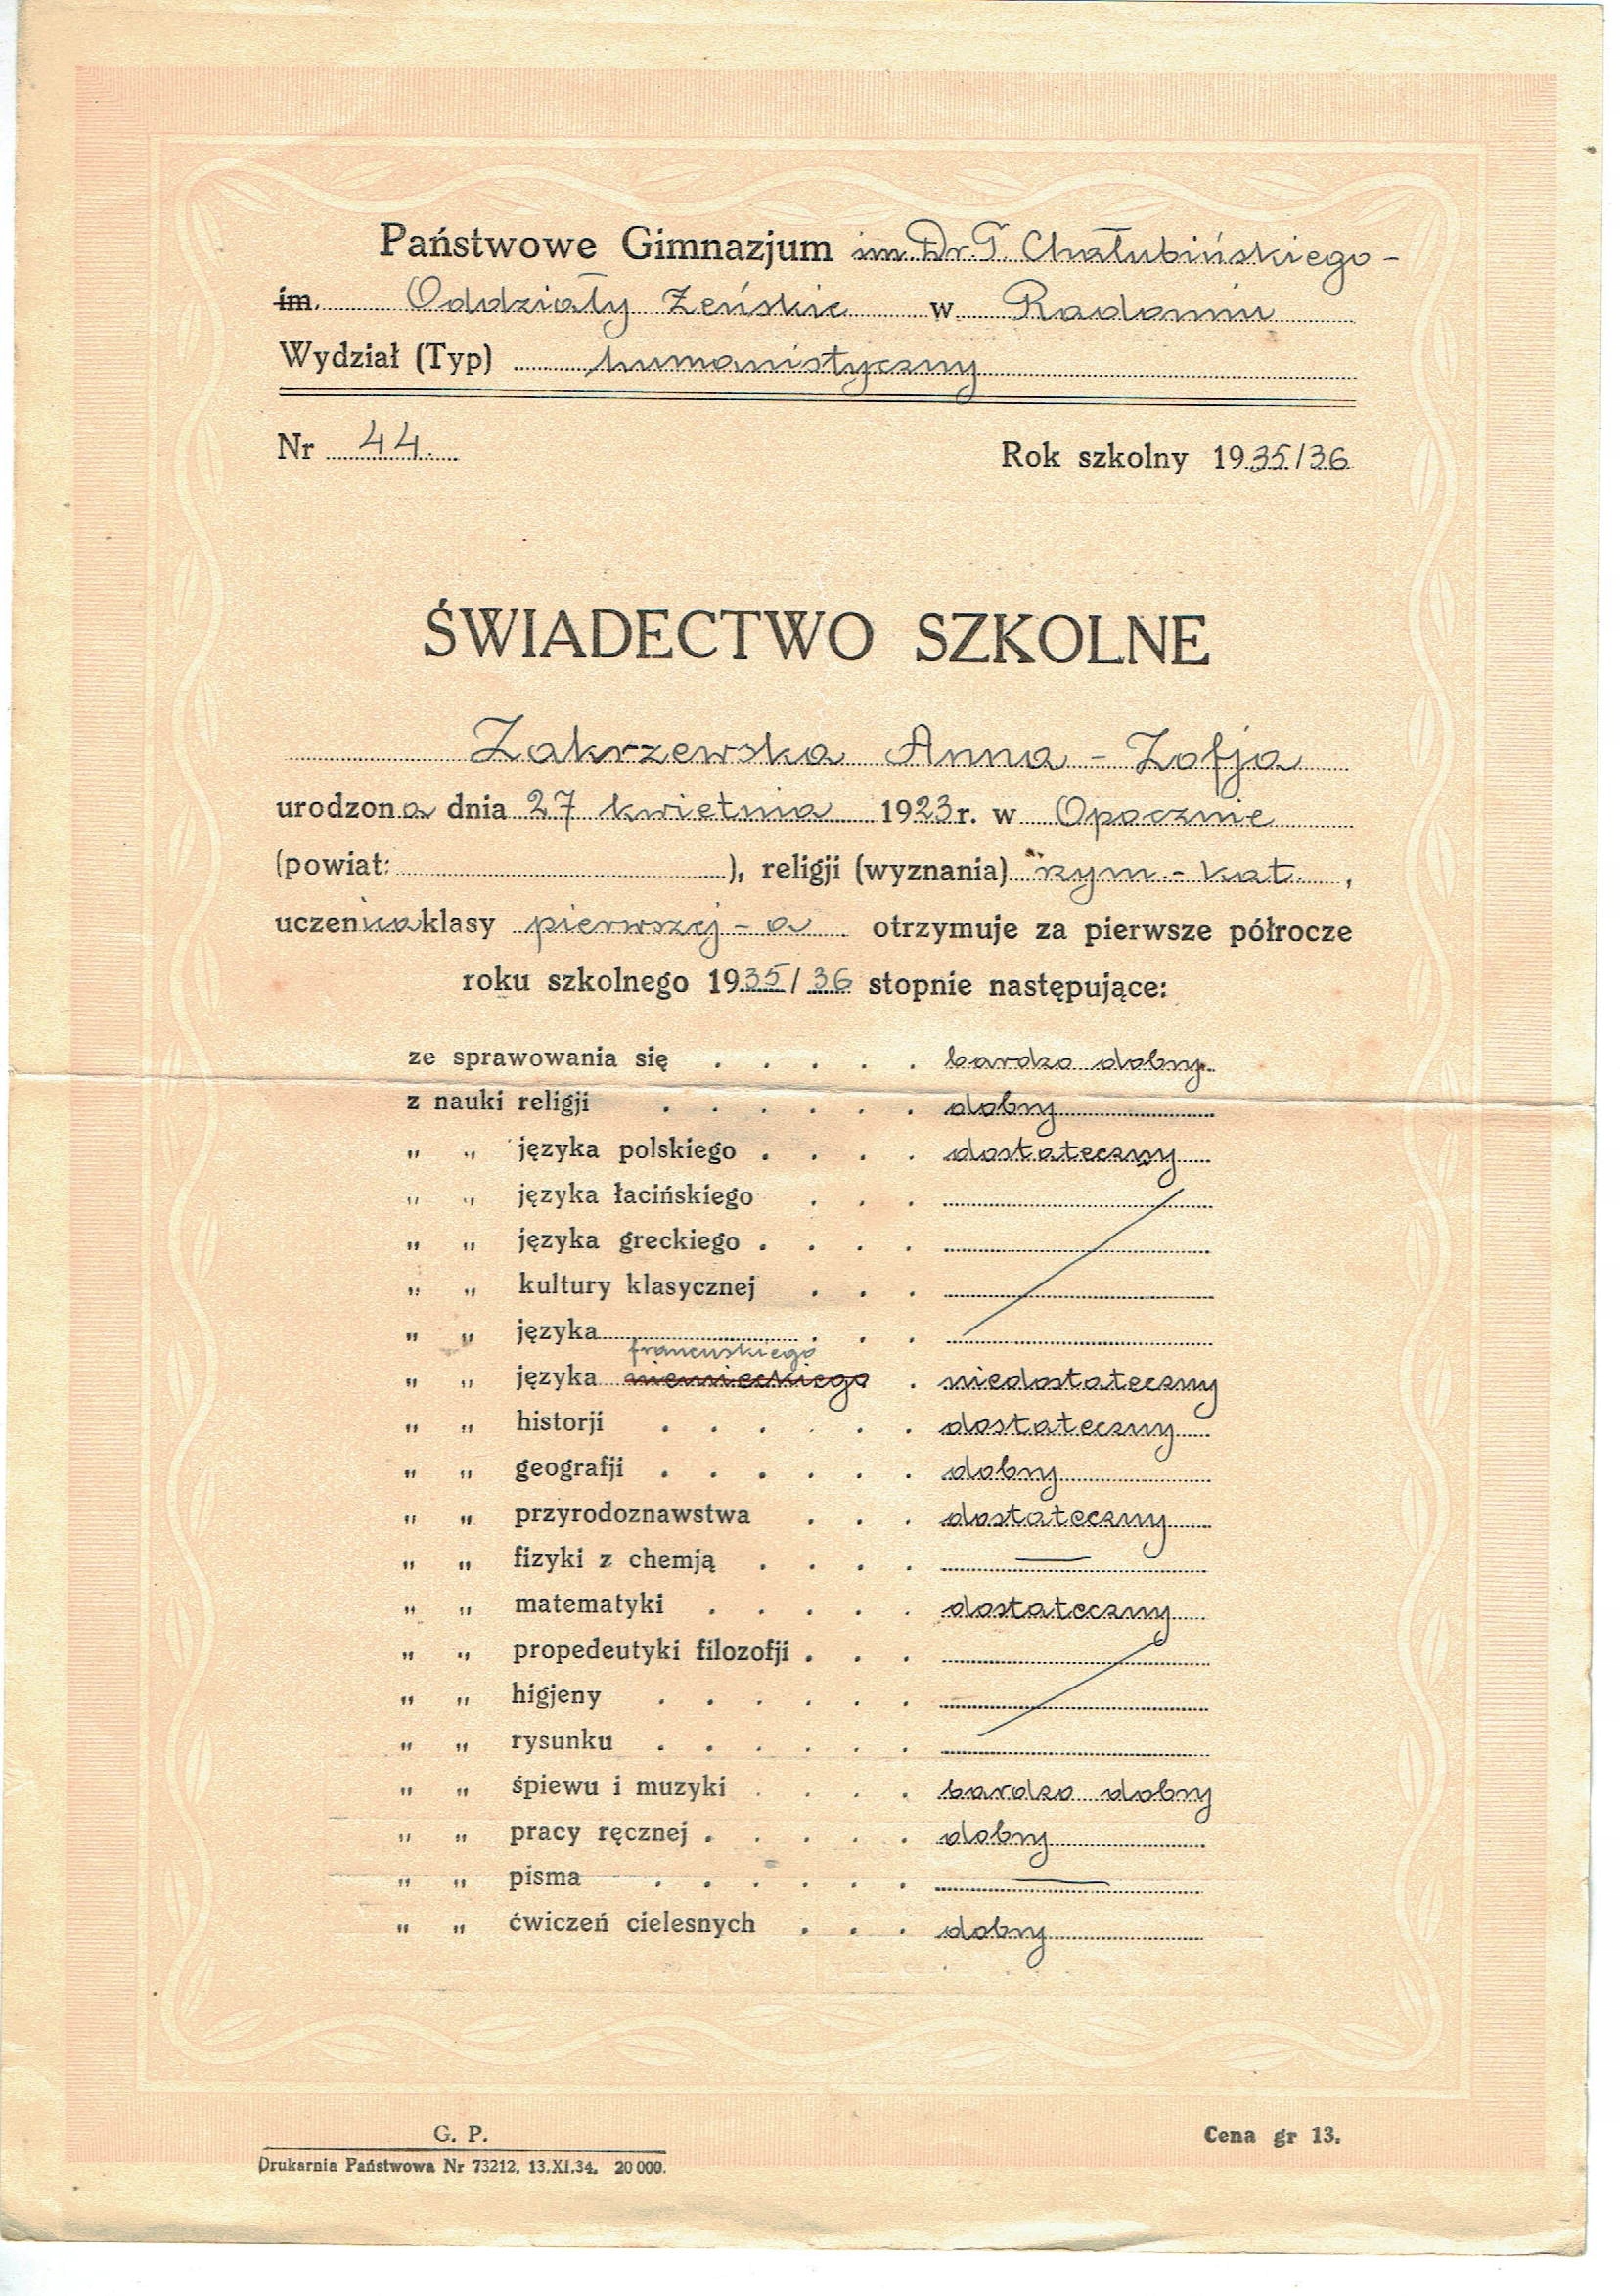 Państwowe Gimnazjum im. Dr. T. Chałubińskiego -
im. Oddziały Żeńskie w Radomiu
Wydział (Typ) humanistyczny
Nr 44. Rok szkolny 1935/36
ŚWIADECTWO SZKOLNE
Zakrzewska Anna - Zofja
urodzona dnia 27 kwietnia 1923 r. w Opocznie
(powiat: ), religji (wyznania) rzym.-kat. ,
uczennica klasy pierwszej - a otrzymuje za pierwsze półrocze
roku szkolnego 1935/36 stopnie następujące:
ze sprawowania się . . . . . bardzo dobry
z nauki religji . . . . . . dobry
„ „ języka polskiego . . . . dostateczny
„ „ języka łacińskiego . . .
„ „ języka greckiego . . . .
„ „ kultury klasycznej . . .
„ „ języka . . .
francuskiego
„ „ języka niemieckiego . niedostateczny
„ „ historji . . . . . . dostateczny
„ „ geografji . . . . . . dobry
„ „ przyrodoznawstwa . . . dostateczny
„ „ fizyki z chemją . . . . —
„ „ matematyki . . . . . dostateczny
„ „ propedeutyki filozofji . . .
„ „ higjeny . . . . . .
„ „ rysunku . . . . . .
„ „ śpiewu i muzyki . . . . bardzo dobry
„ „ pracy ręcznej . . . . . dobry
„ „ pisma . . . . . . —
„ „ ćwiczeń cielesnych . . . dobry
G. P.
Drukarnia Państwowa Nr 73212. 13.XI.34. 20 000.
Cena gr 13.